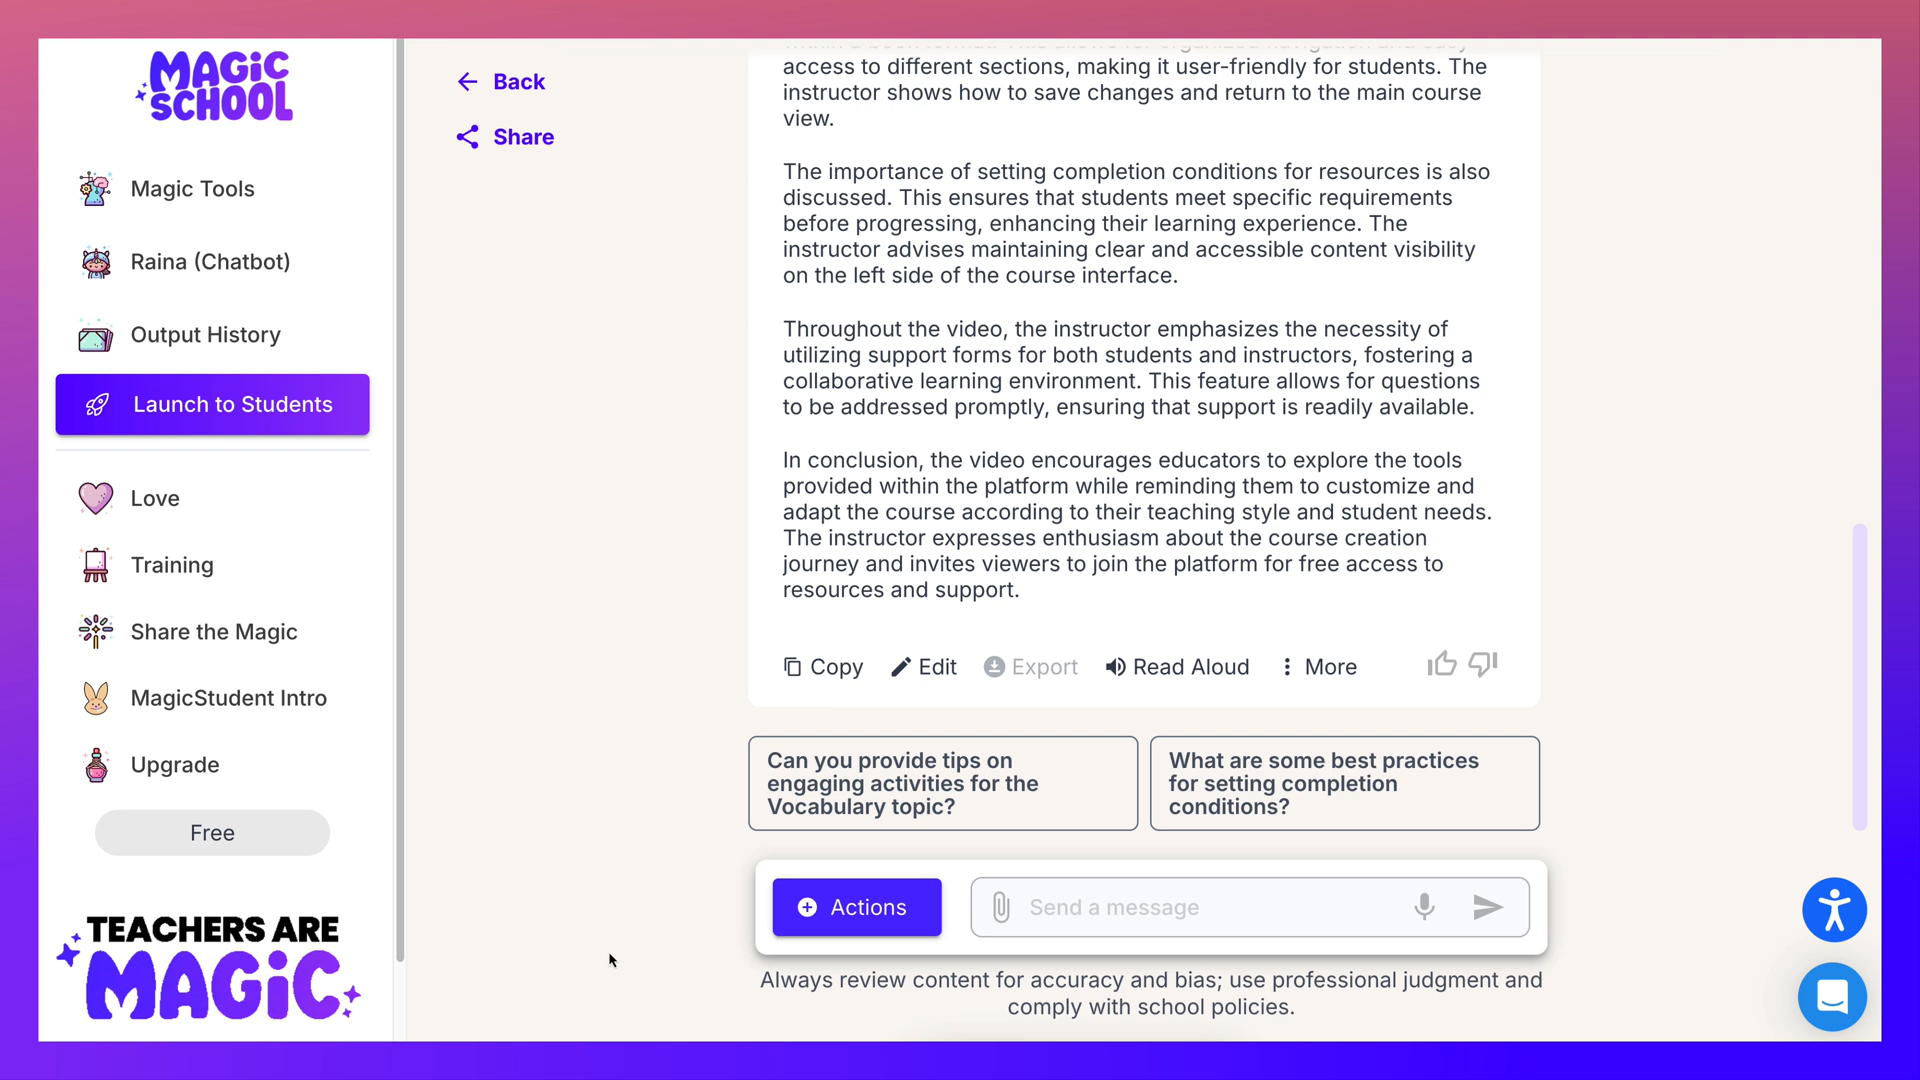 MAGiC
SCHOOL
Magic Tools
Raina (Chatbot)
Output History
Launch to Students
Love
Training
Share the Magic
MagicStudent Intro
Upgrade
Free
TEACHERS ARE
MAGiC
Back
Share
access to different sections, making it user-friendly for students. The
instructor shows how to save changes and return to the main course
view.
The importance of setting completion conditions for resources is also
discussed. This ensures that students meet specific requirements
before progressing, enhancing their learning experience. The
instructor advises maintaining clear and accessible content visibility
on the left side of the course interface.
Throughout the video, the instructor emphasizes the necessity of
utilizing support forms for both students and instructors, fostering a
collaborative learning environment. This feature allows for questions
to be addressed promptly, ensuring that support is readily available.
In conclusion, the video encourages educators to explore the tools
provided within the platform while reminding them to customize and
adapt the course according to their teaching style and student needs.
The instructor expresses enthusiasm about the course creation
journey and invites viewers to join the platform for free access to
resources and support.
Copy Edit Export Read Aloud More
Can you provide tips on
engaging activities for the
Vocabulary topic?
What are some best practices
for setting completion
conditions?
Actions
Send a message
Always review content for accuracy and bias; use professional judgment and
comply with school policies.